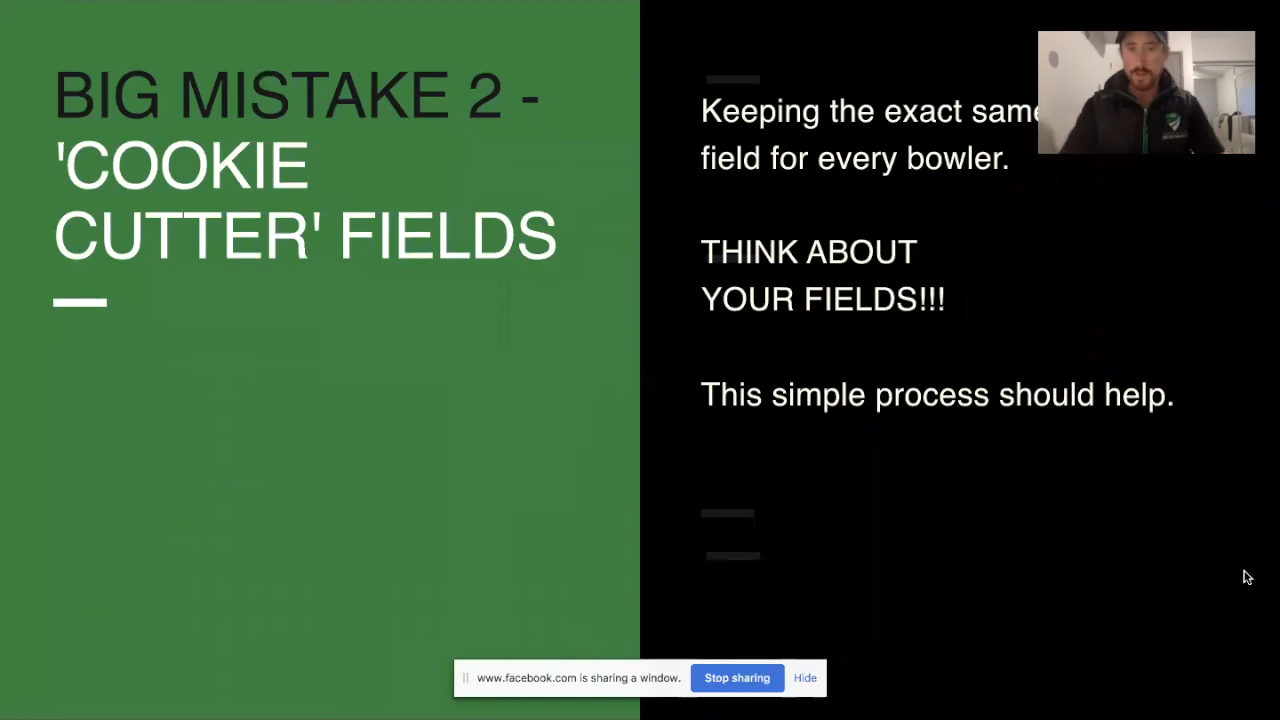 BIG MISTAKE 2 -
'COOKIE
CUTTER' FIELDS
Keeping the exact same
field for every bowler.
THINK ABOUT
YOUR FIELDS!!!
This simple process should help.
www.facebook.com is sharing a window.
Stop sharing
Hide